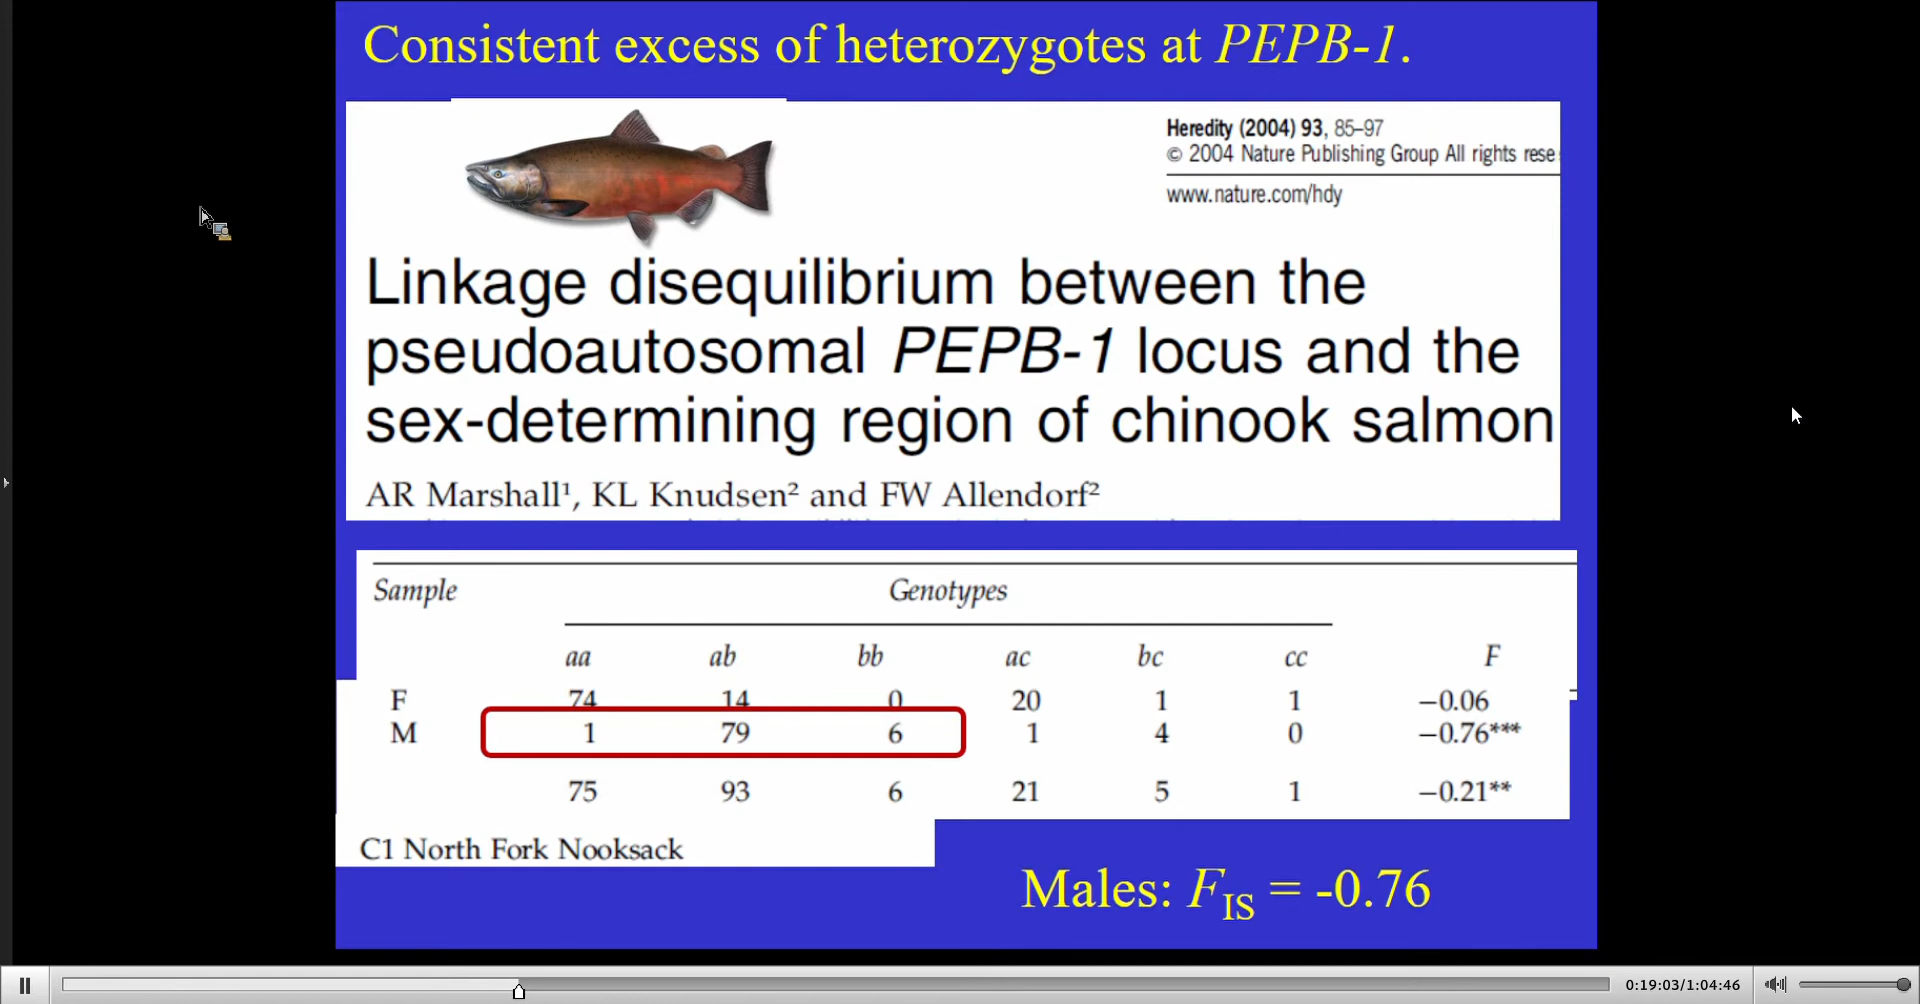 Consistent excess of heterozygotes at PEPB-1.
Heredity (2004) 93, 85–97
© 2004 Nature Publishing Group All rights rese
www.nature.com/hdy
Linkage disequilibrium between the
pseudoautosomal PEPB-1 locus and the
sex-determining region of chinook salmon
AR Marshall¹, KL Knudsen² and FW Allendorf²
Sample Genotypes
aa ab bb ac bc cc F
F 74 14 0 20 1 1 −0.06
M 1 79 6 1 4 0 −0.76***
75 93 6 21 5 1 −0.21**
C1 North Fork Nooksack
Males: FIS = -0.76
0:19:03/1:04:46